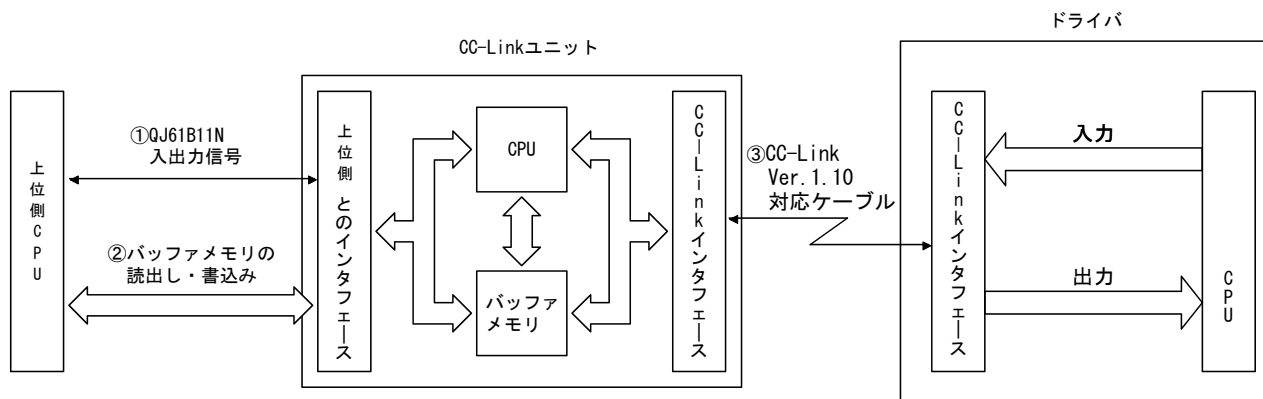 ドライバ
CC-Linkユニット
上位側CPU
①QJ61B11N
入出力信号
②バッファメモリの
読出し・書込み
上位側とのインタフェース
CPU
バッファ
メモリ
CC-Linkインタフェース
③CC-Link
Ver.1.10
対応ケーブル
CC-Linkインタフェース
入力
出力
CPU